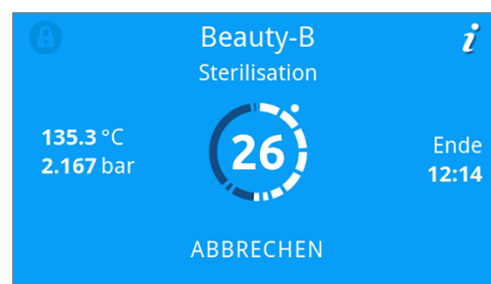 i
Beauty-B
Sterilisation
135.3 °C
2.167 bar
26
Ende
12:14
ABBRECHEN